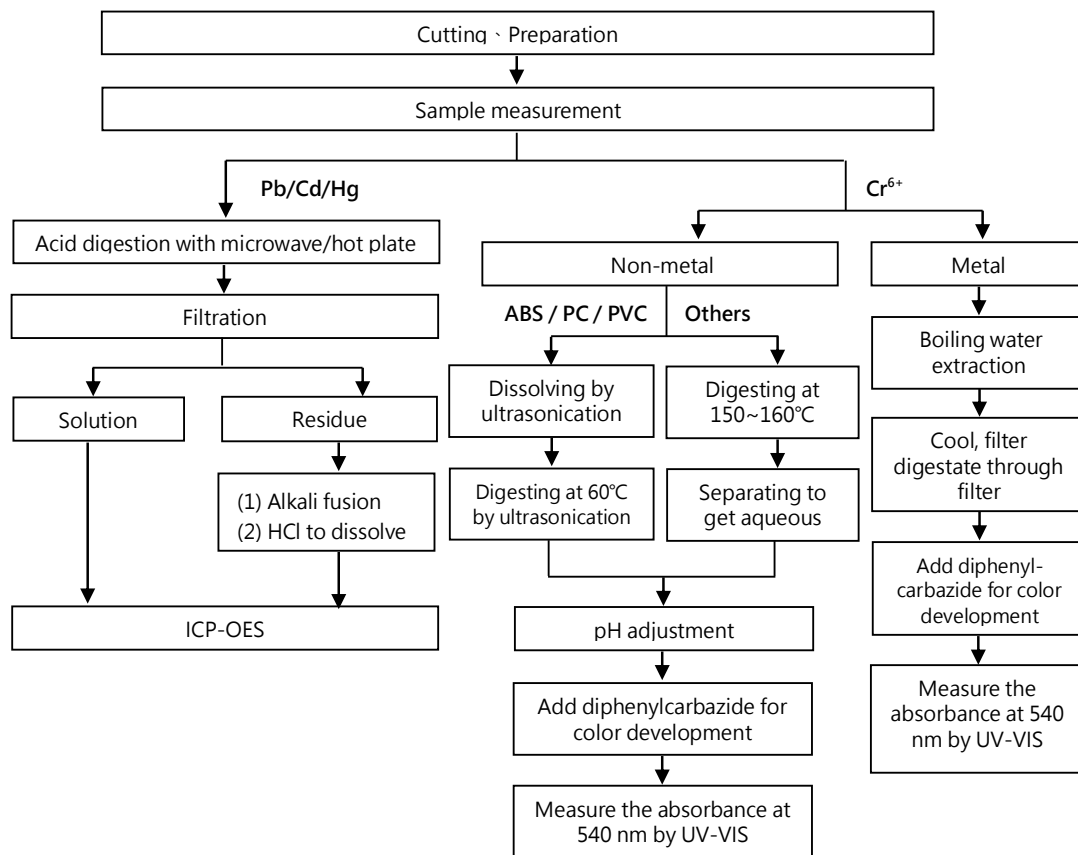 Cutting、Preparation
Sample measurement
Pb/Cd/Hg
Cr⁶⁺
Acid digestion with microwave/hot plate
Filtration
Solution
Residue
(1) Alkali fusion
(2) HCl to dissolve
ICP-OES
Non-metal
ABS / PC / PVC
Others
Dissolving by
ultrasonication
Digesting at
150~160℃
Digesting at 60℃
by ultrasonication
Separating to
get aqueous
pH adjustment
Add diphenylcarbazide for
color development
Measure the absorbance at
540 nm by UV-VIS
Metal
Boiling water
extraction
Cool, filter
digestate through
filter
Add diphenyl-
carbazide for color
development
Measure the
absorbance at 540
nm by UV-VIS